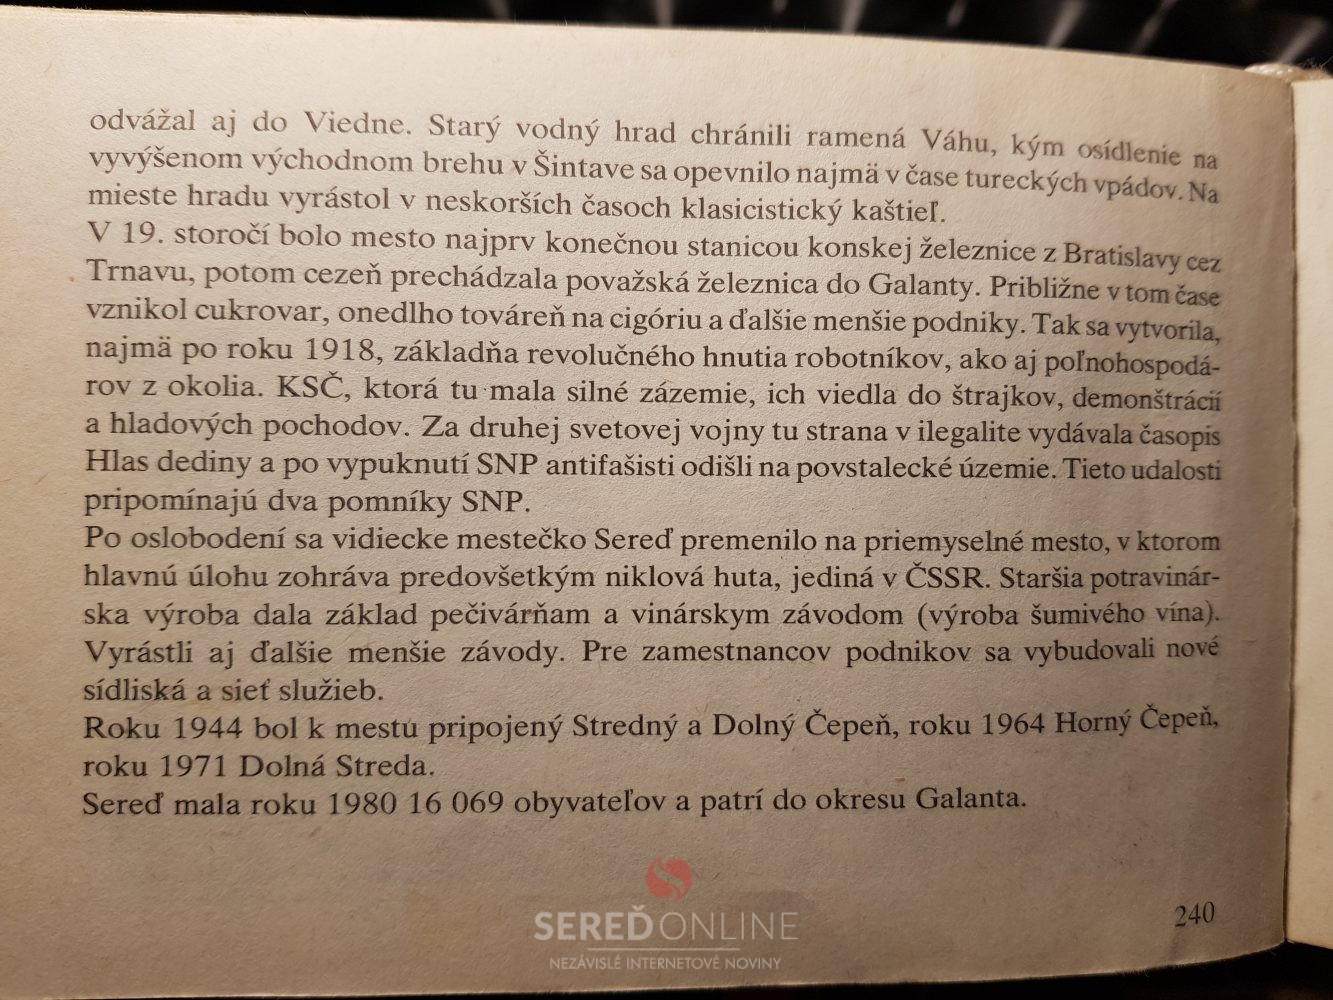 odvážal aj do Viedne. Starý vodný hrad chránili ramená Váhu, kým osídlenie na
vyvýšenom východnom brehu v Šintave sa opevnilo najmä v čase tureckých vpádov. Na
mieste hradu vyrástol v neskorších časoch klasicistický kaštieľ.
V 19. storočí bolo mesto najprv konečnou stanicou konskej železnice z Bratislavy cez
Trnavu, potom cezeň prechádzala považská železnica do Galanty. Približne v tom čase
vznikol cukrovar, onedlho továreň na cigóriu a ďalšie menšie podniky. Tak sa vytvorila,
najmä po roku 1918, základňa revolučného hnutia robotníkov, ako aj poľnohospodá-
rov z okolia. KSČ, ktorá tu mala silné zázemie, ich viedla do štrajkov, demonštrácií
a hladových pochodov. Za druhej svetovej vojny tu strana v ilegalite vydávala časopis
Hlas dediny a po vypuknutí SNP antifašisti odišli na povstalecké územie. Tieto udalosti
pripomínajú dva pomníky SNP.
Po oslobodení sa vidiecke mestečko Sereď premenilo na priemyselné mesto, v ktorom
hlavnú úlohu zohráva predovšetkým niklová huta, jediná v ČSSR. Staršia potravinár-
ska výroba dala základ pečivárňam a vinárskym závodom (výroba šumivého vína).
Vyrástli aj ďalšie menšie závody. Pre zamestnancov podnikov sa vybudovali nové
sídliská a sieť služieb.
Roku 1944 bol k mestu pripojený Stredný a Dolný Čepeň, roku 1964 Horný Čepeň,
roku 1971 Dolná Streda.
Sereď mala roku 1980 16 069 obyvateľov a patrí do okresu Galanta.
240
SEREĎONLINE
NEZÁVISLÉ INTERNETOVÉ NOVINY